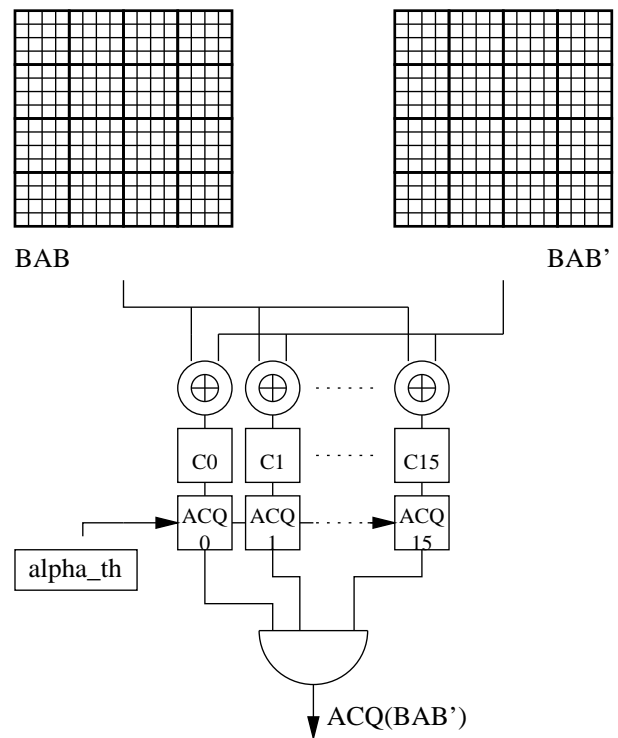 BAB
BAB’
C0
C1
C15
ACQ
0
ACQ
1
ACQ
15
alpha_th
ACQ(BAB’)